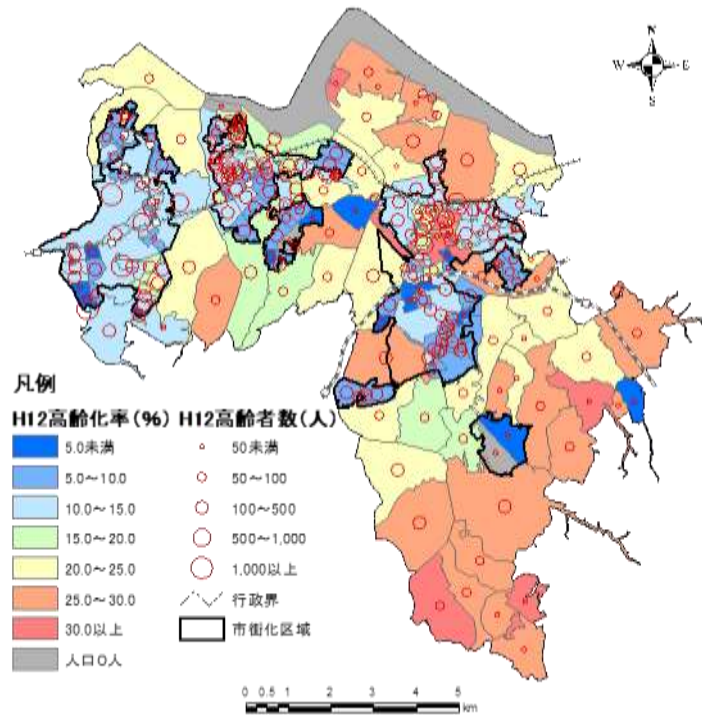 N
W E
S
凡例
H12高齢化率(%) H12高齢者数(人)
5.0未満 50未満
5.0～10.0 50～100
10.0～15.0 100～500
15.0～20.0 500～1,000
20.0～25.0 1,000以上
25.0～30.0 行政界
30.0以上 市街化区域
人口0人
0 0.5 1 2 3 4 5
km